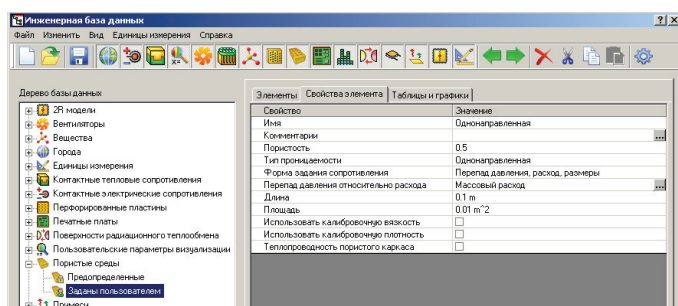 Инженерная база данных
Файл Изменить Вид Единицы измерения Справка
Дерево базы данных
2R модели
Вентиляторы
Вещества
Города
Единицы измерения
Контактные тепловые сопротивления
Контактные электрические сопротивления
Перфорированные пластины
Печатные платы
Поверхности радиационного теплообмена
Пользовательские параметры визуализации
Пористые среды
Предопределенные
Заданы пользователем
Примеси
Элементы Свойства элемента Таблицы и графики
Свойство Значение
Имя Однонаправленная
Комментарии ...
Пористость 0.5
Тип проницаемости Однонаправленная
Форма задания сопротивления Перепад давления, расход, размеры
Перепад давления относительно расхода Массовый расход ...
Длина 0.1 m
Площадь 0.01 m^2
Использовать калибровочную вязкость
Использовать калибровочную плотность
Теплопроводность пористого каркаса